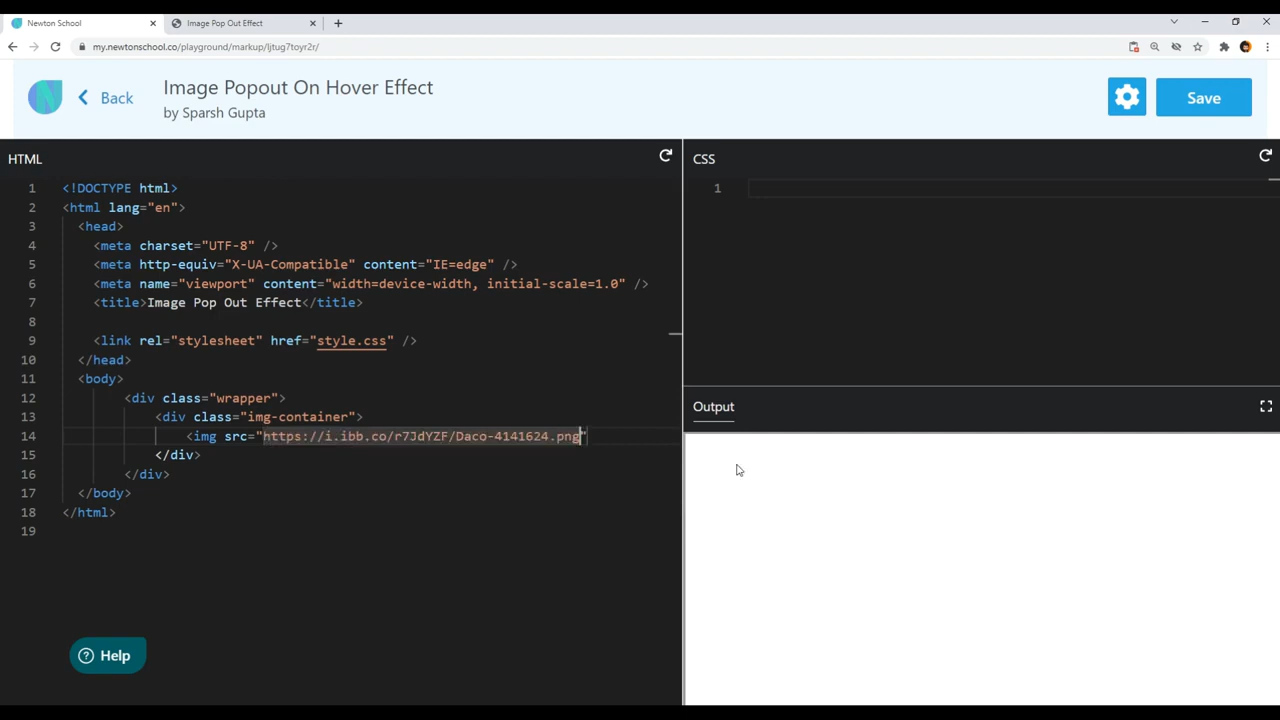 Newton School
Image Pop Out Effect
my.newtonschool.co/playground/markup/ljtug7toyr2r/
Back
Image Popout On Hover Effect
by Sparsh Gupta
Save
HTML
1 <!DOCTYPE html>
2 <html lang="en">
3 <head>
4 <meta charset="UTF-8" />
5 <meta http-equiv="X-UA-Compatible" content="IE=edge" />
6 <meta name="viewport" content="width=device-width, initial-scale=1.0" />
7 <title>Image Pop Out Effect</title>
8
9 <link rel="stylesheet" href="style.css" />
10 </head>
11 <body>
12 <div class="wrapper">
13 <div class="img-container">
14 <img src="https://i.ibb.co/r7JdYZF/Daco-4141624.png"
15 </div>
16 </div>
17 </body>
18 </html>
19
CSS
1
Output
Help